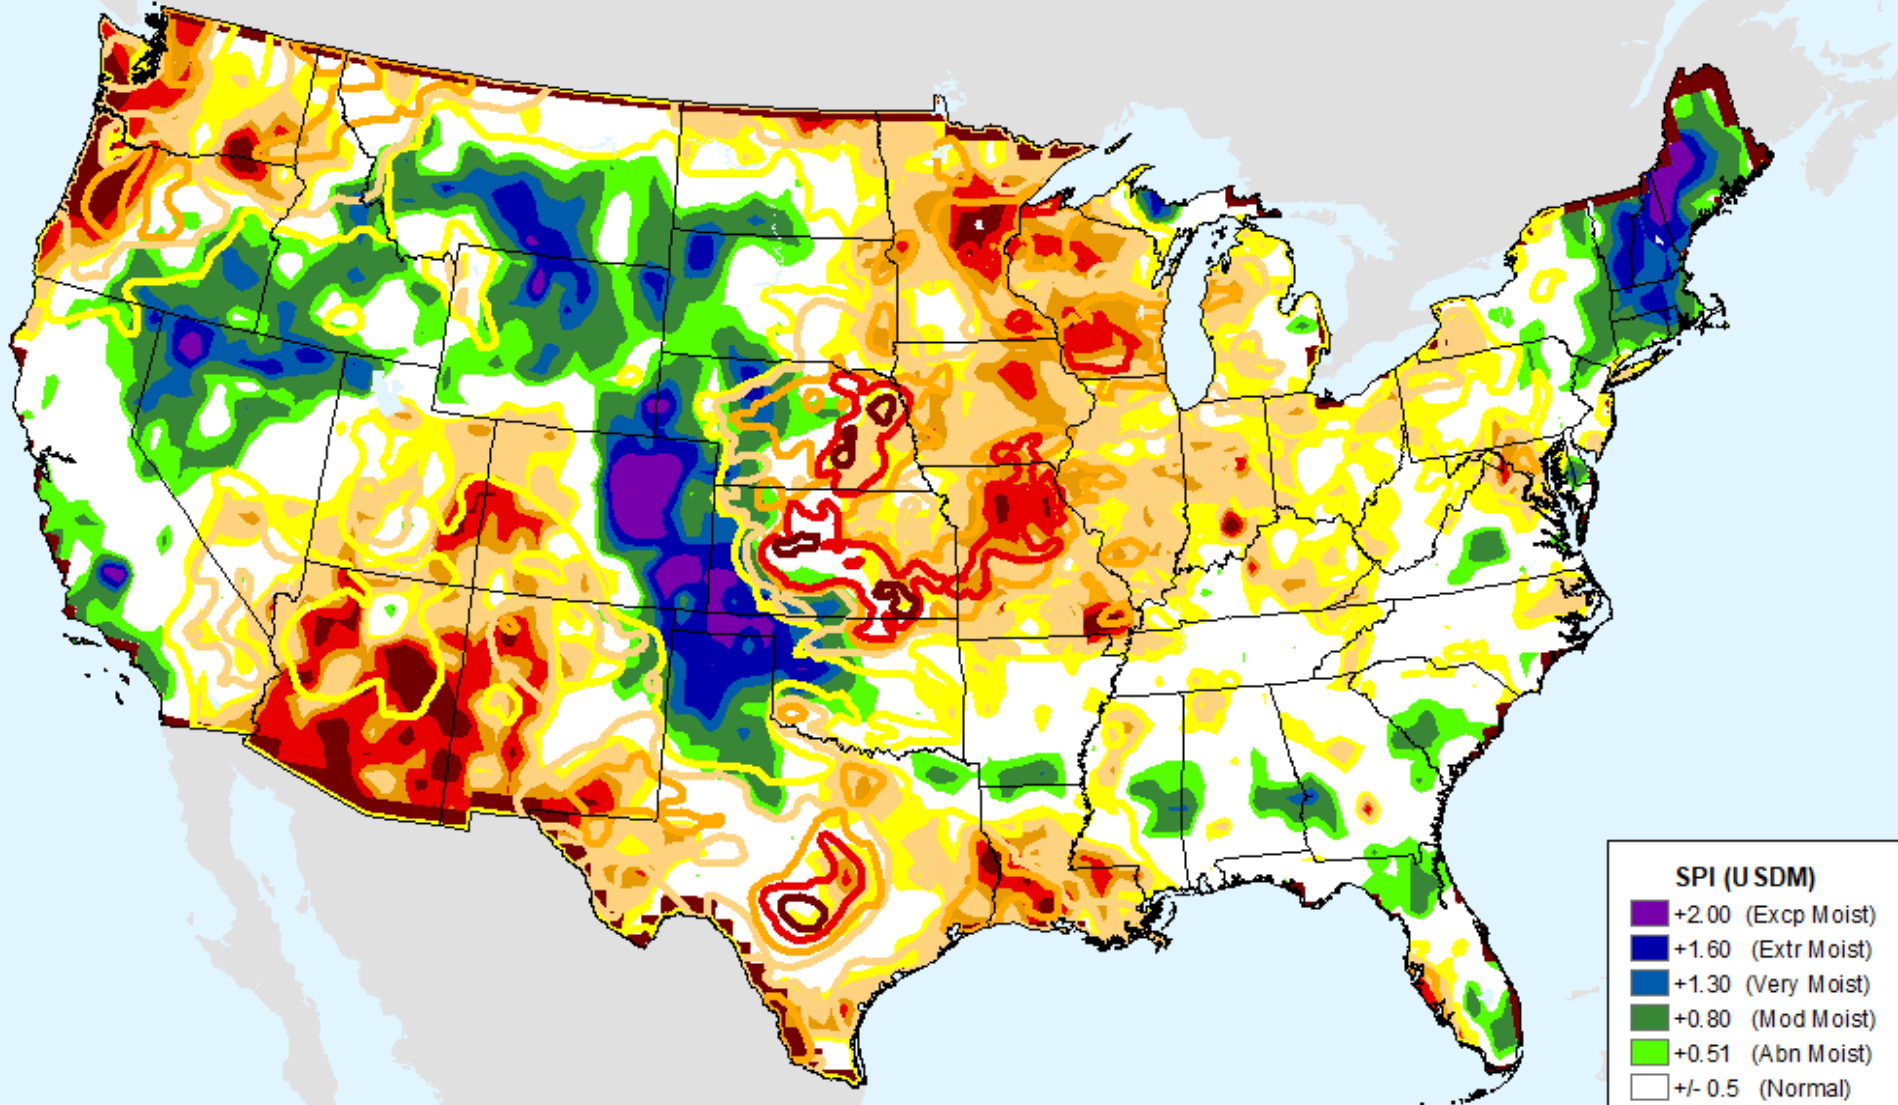 SPI (USDM)
+2.00 (Excp Moist)
+1.60 (Extr Moist)
+1.30 (Very Moist)
+0.80 (Mod Moist)
+0.51 (Abn Moist)
+/- 0.5 (Normal)